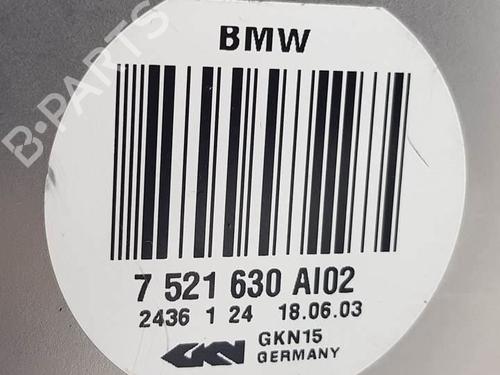 BMW
B-PARTS
7 521 630 AI02
2436 1 24 18.06.03
GKN GKN15
GERMANY